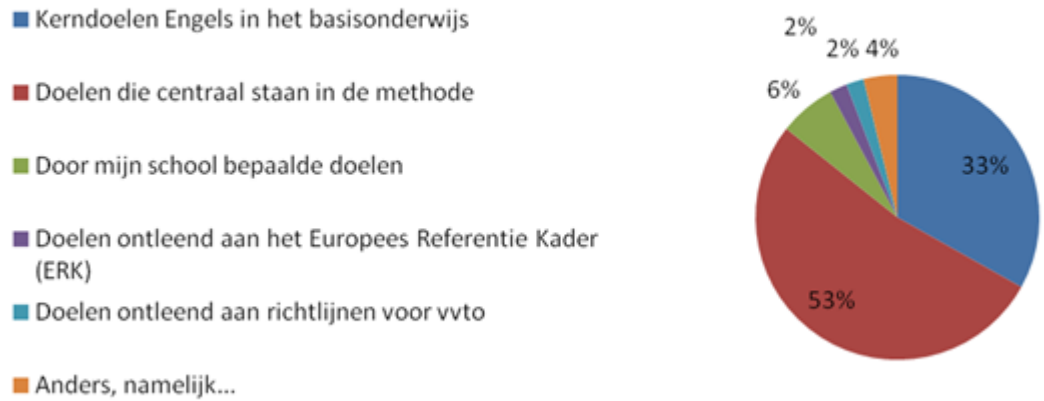 Kerndoelen Engels in het basisonderwijs
Doelen die centraal staan in de methode
Door mijn school bepaalde doelen
Doelen ontleend aan het Europees Referentie Kader
(ERK)
Doelen ontleend aan richtlijnen voor vvto
Anders, namelijk...
2%
2% 4%
6%
33%
53%